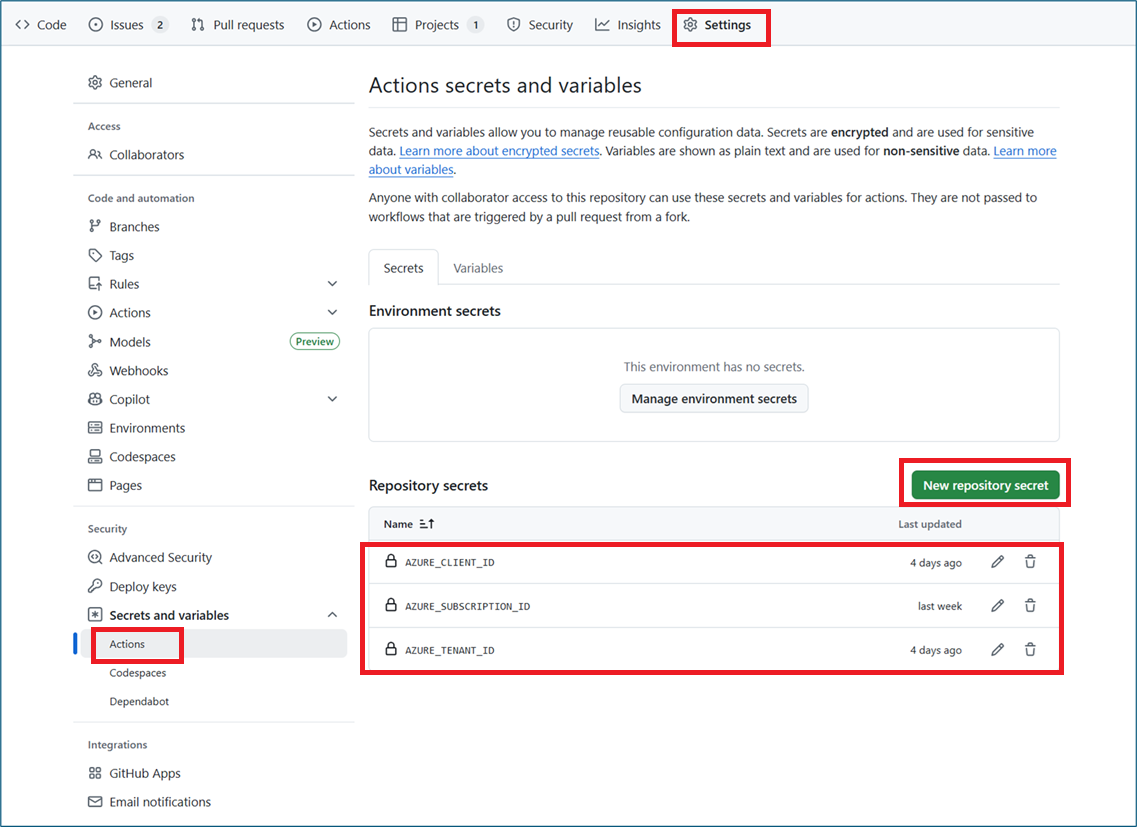 Code Issues 2 Pull requests Actions Projects 1 Security Insights Settings
General
Access
Collaborators
Code and automation
Branches
Tags
Rules
Actions
Models Preview
Webhooks
Copilot
Environments
Codespaces
Pages
Security
Advanced Security
Deploy keys
Secrets and variables
Actions
Codespaces
Dependabot
Integrations
GitHub Apps
Email notifications
Actions secrets and variables
Secrets and variables allow you to manage reusable configuration data. Secrets are encrypted and are used for sensitive
data. Learn more about encrypted secrets. Variables are shown as plain text and are used for non-sensitive data. Learn more
about variables.
Anyone with collaborator access to this repository can use these secrets and variables for actions. They are not passed to
workflows that are triggered by a pull request from a fork.
Secrets Variables
Environment secrets
This environment has no secrets.
Manage environment secrets
Repository secrets New repository secret
Name Last updated
AZURE_CLIENT_ID 4 days ago
AZURE_SUBSCRIPTION_ID last week
AZURE_TENANT_ID 4 days ago